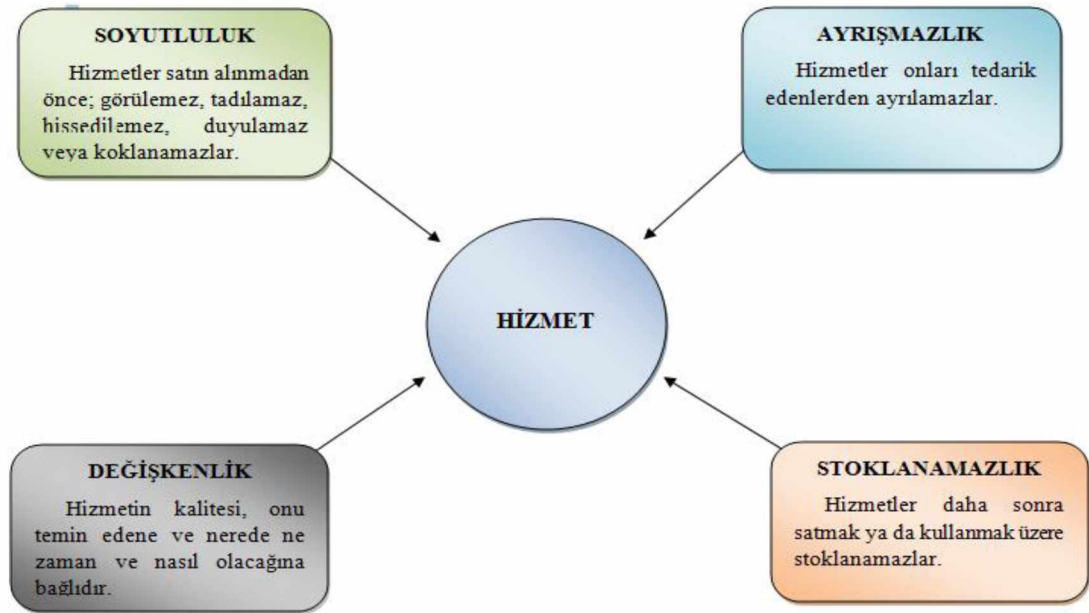 SOYUTLULUK
Hizmetler satın alınmadan
önce; görülemez, tadılamaz,
hissedilemez, duyulamaz
veya koklanamazlar.
AYRIŞMAZLIK
Hizmetler onları tedarik
edenlerden ayrılamazlar.
HİZMET
DEĞİŞKENLİK
Hizmetin kalitesi, onu
temin edene ve nerede ne
zaman ve nasıl olacağına
bağlıdır.
STOKLANAMAZLIK
Hizmetler daha sonra
satmak ya da kullanmak üzere
stoklanamazlar.